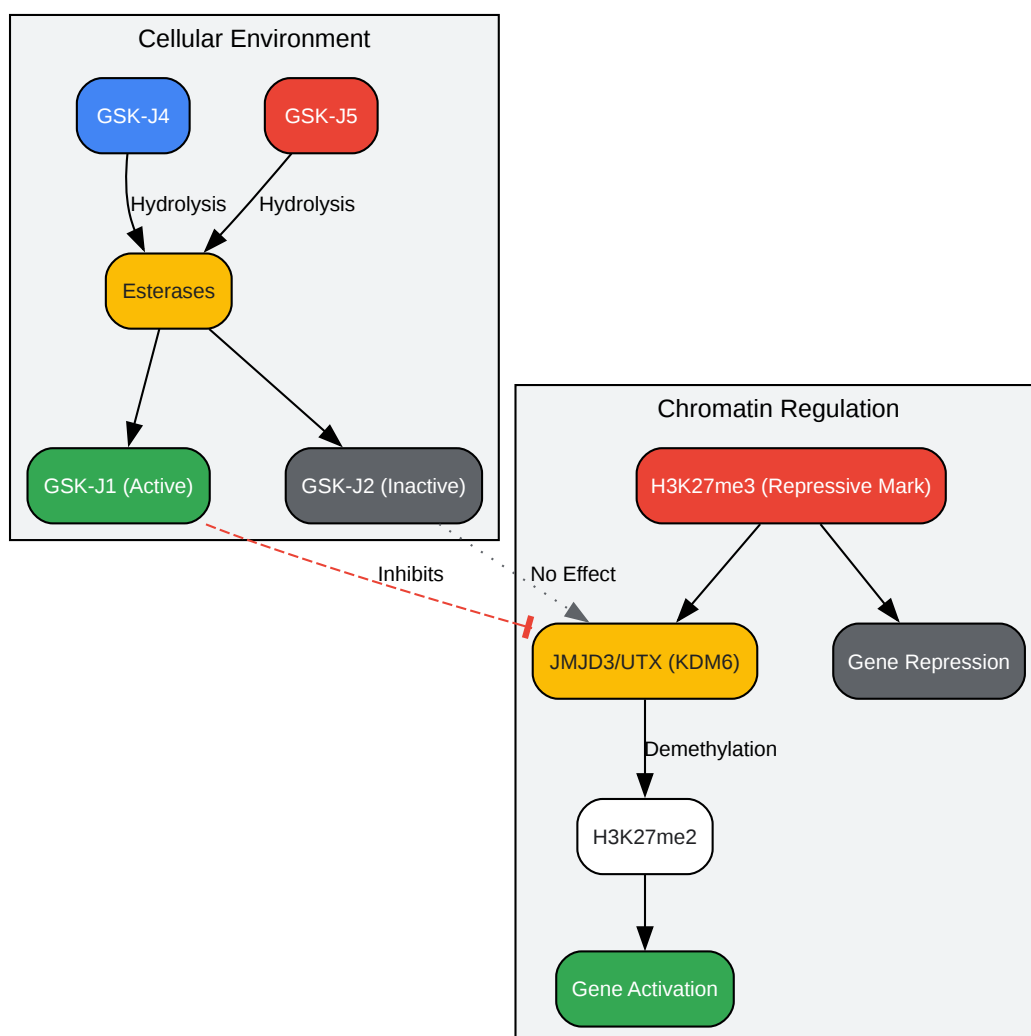 Cellular Environment
GSK-J4
GSK-J5
Hydrolysis
Hydrolysis
Esterases
GSK-J1 (Active)
GSK-J2 (Inactive)
Inhibits
No Effect
Chromatin Regulation
H3K27me3 (Repressive Mark)
JMJD3/UTX (KDM6)
Gene Repression
Demethylation
H3K27me2
Gene Activation